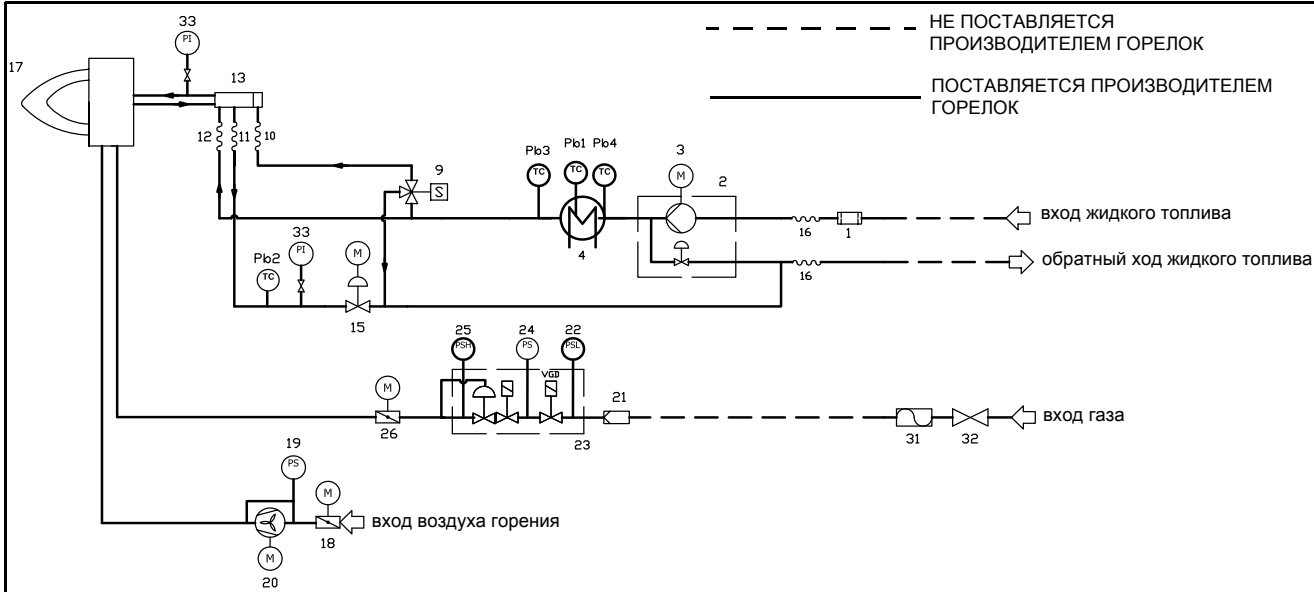 33
НЕ ПОСТАВЛЯЕТСЯ
ПРОИЗВОДИТЕЛЕМ ГОРЕЛОК
PI
17
13
ПОСТАВЛЯЕТСЯ ПРОИЗВОДИТЕЛЕМ
ГОРЕЛОК
12
11
10
Pb3
Pb1
Pb4
3
9
TC
TC
TC
M
2
S
вход жидкого топлива
16
1
33
4
PI
M
Pb2
обратный ход жидкого топлива
TC
16
15
25
24
22
PSH
PS
PSL
VGD
M
21
вход газа
26
23
31
32
19
PS
M
вход воздуха горения
18
M
20